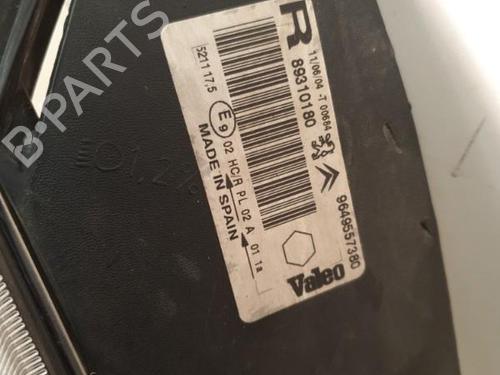 B-PARTS
R
11/06/04 -T 00684
89310180
9649557380
5211 17,5
E9
02 HC/R PL 02 A 01 1a
MADE IN SPAIN
Valeo